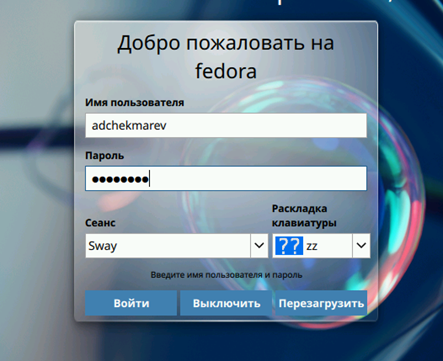 Добро пожаловать на
fedora
Имя пользователя
adchekmarev
Пароль
●●●●●●●●
Сеанс
Раскладка
клавиатуры
Sway
?? zz
Введите имя пользователя и пароль
Войти
Выключить
Перезагрузить